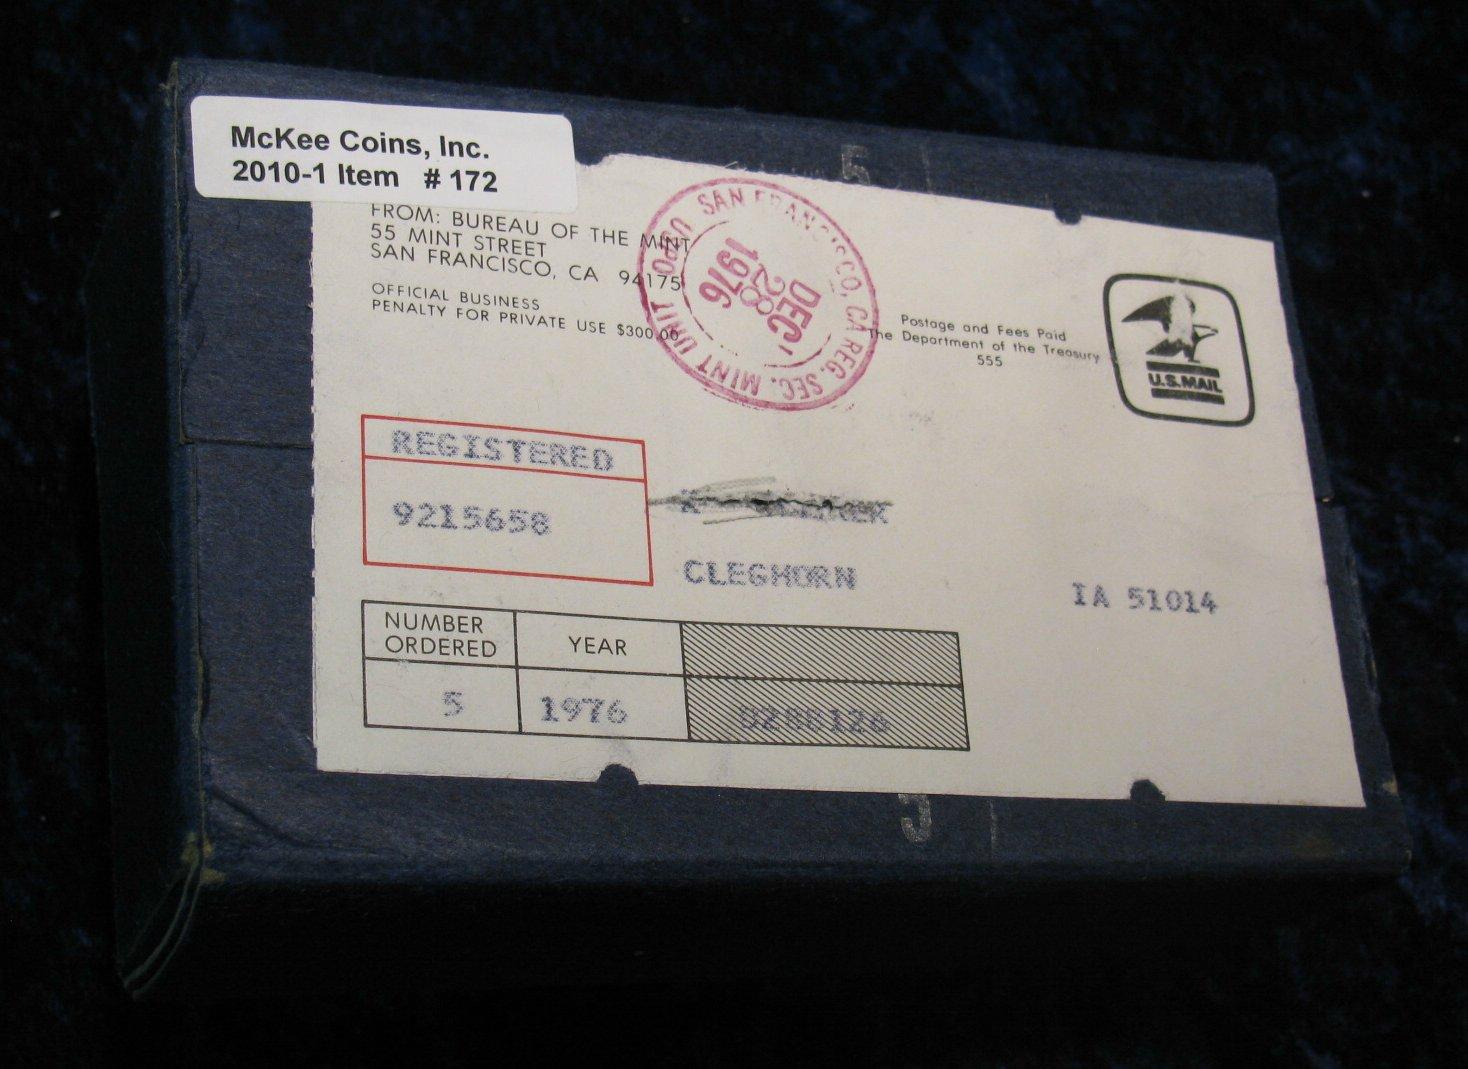 McKee Coins, Inc.
2010-1 Item # 172
5
FROM: BUREAU OF THE MINT
55 MINT STREET
SAN FRANCISCO, CA 94175
OFFICIAL BUSINESS
PENALTY FOR PRIVATE USE $300.00
SAN FRANCISCO, CA REG. SEC. MINT UNIT USPO
DEC
28
1976
Postage and Fees Paid
The Department of the Treasury
555
U.S.MAIL
REGISTERED
9215658
CLEGHORN
IA 51014
NUMBER ORDERED
YEAR
5
1976
5